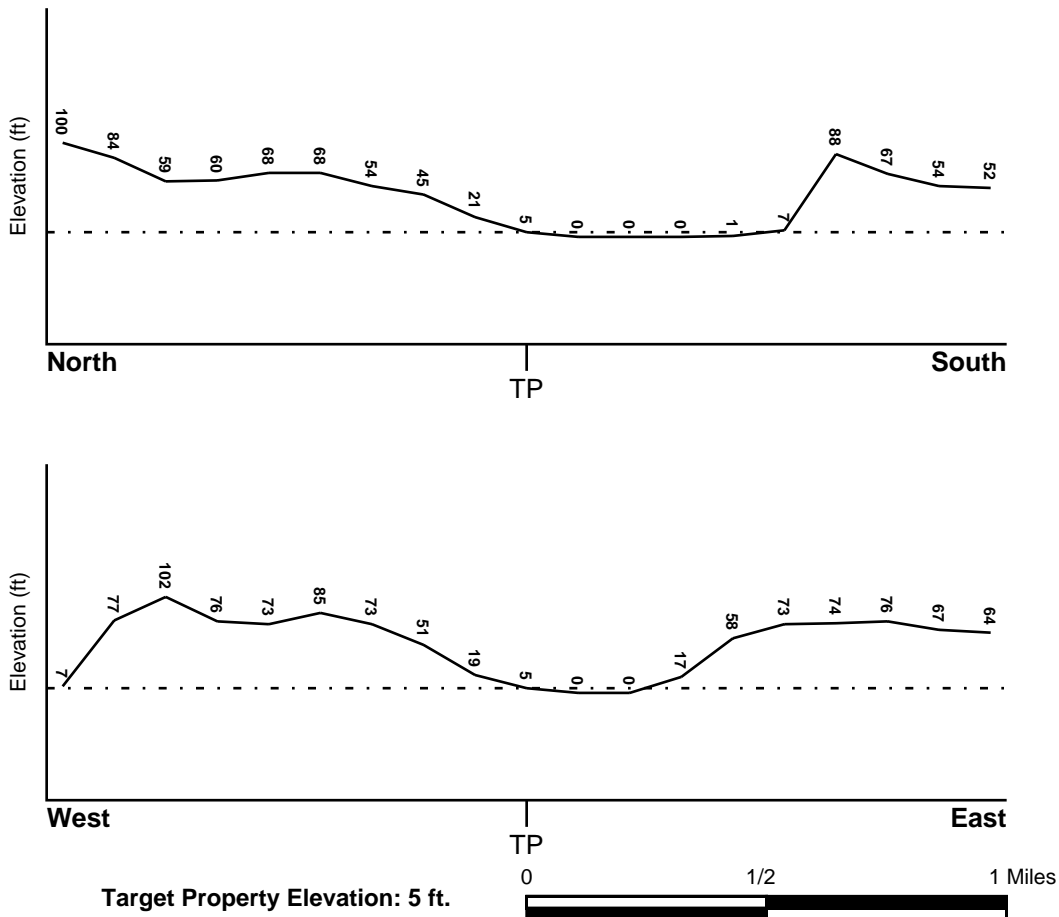 Elevation (ft)
100 84 59 60 68 68 54 45 21 5 0 0 0 1 7 88 67 54 52
North South
TP
Elevation (ft)
7 77 102 76 73 85 73 51 19 5 0 0 17 58 73 74 76 67 64
West East
TP
Target Property Elevation: 5 ft.
0 1/2 1 Miles